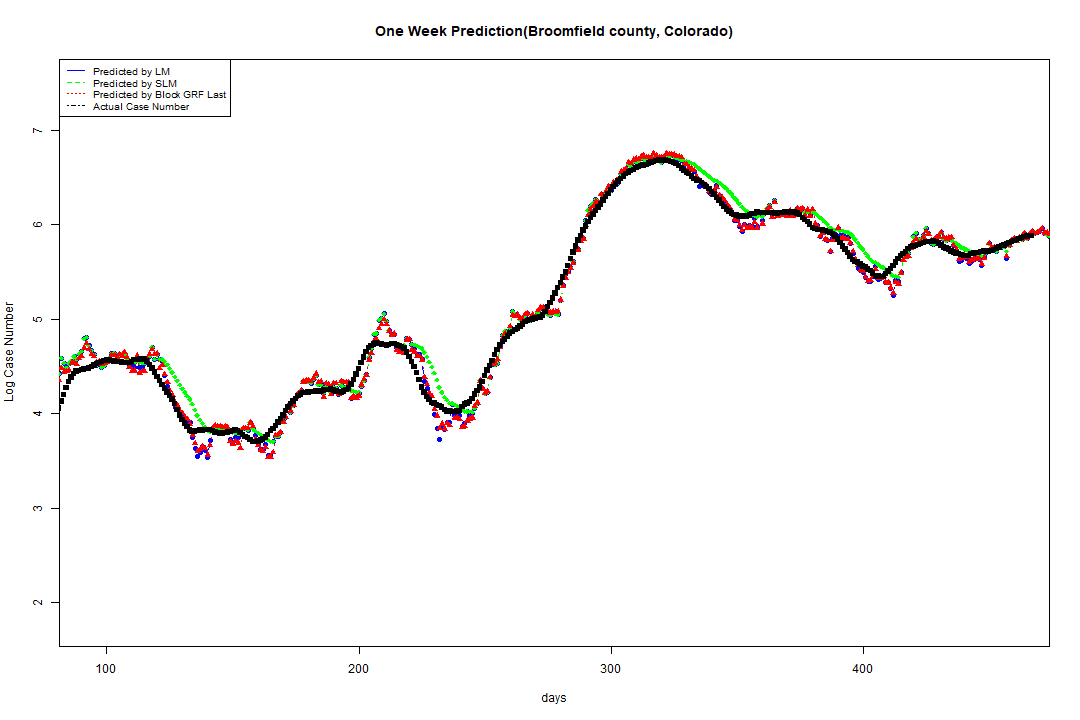 One Week Prediction(Broomfield county, Colorado)
Predicted by LM
Predicted by SLM
Predicted by Block GRF Last
Actual Case Number
7
6
5
4
3
2
Log Case Number
100 200 300 400
days